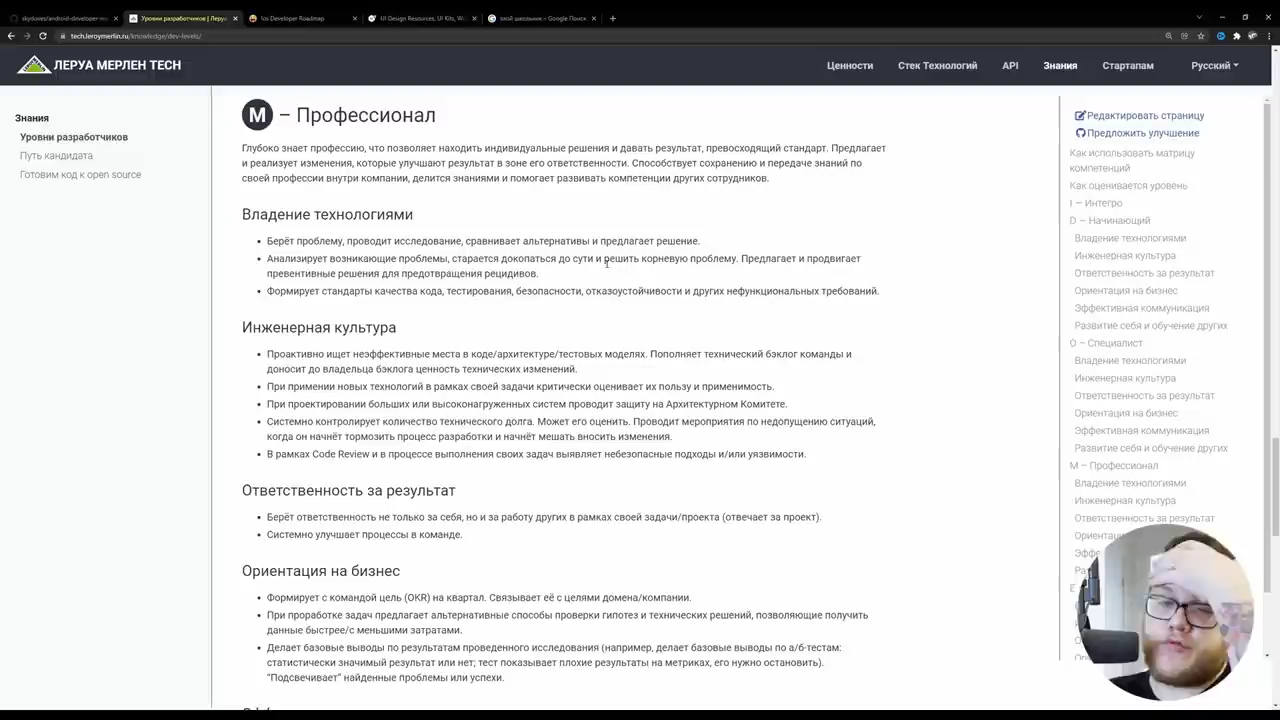 skydoves/android-developer-ro
Уровни разработчиков | Леруа
Ios Developer Roadmap
UI Design Resources, UI Kits, W
злой школьник – Google Поиск
tech.leroymerlin.ru/knowledge/dev-levels/
ЛЕРУА МЕРЛЕН ТЕСН
Ценности
Стек Технологий
API
Знания
Стартапам
Русский
Знания
Уровни разработчиков
Путь кандидата
Готовим код к open source
M – Профессионал
Глубоко знает профессию, что позволяет находить индивидуальные решения и давать результат, превосходящий стандарт. Предлагает
и реализует изменения, которые улучшают результат в зоне его ответственности. Способствует сохранению и передаче знаний по
своей профессии внутри компании, делится знаниями и помогает развивать компетенции других сотрудников.
Владение технологиями
• Берёт проблему, проводит исследование, сравнивает альтернативы и предлагает решение.
• Анализирует возникающие проблемы, старается докопаться до сути и решить корневую проблему. Предлагает и продвигает
превентивные решения для предотвращения рецидивов.
• Формирует стандарты качества кода, тестирования, безопасности, отказоустойчивости и других нефункциональных требований.
Инженерная культура
• Проактивно ищет неэффективные места в коде/архитектуре/тестовых моделях. Пополняет технический бэклог команды и
доносит до владельца бэклога ценность технических изменений.
• При примении новых технологий в рамках своей задачи критически оценивает их пользу и применимость.
• При проектировании больших или высоконагруженных систем проводит защиту на Архитектурном Комитете.
• Системно контролирует количество технического долга. Может его оценить. Проводит мероприятия по недопущению ситуаций,
когда он начнёт тормозить процесс разработки и начнёт мешать вносить изменения.
• В рамках Code Review и в процессе выполнения своих задач выявляет небезопасные подходы и/или уязвимости.
Ответственность за результат
• Берёт ответственность не только за себя, но и за работу других в рамках своей задачи/проекта (отвечает за проект).
• Системно улучшает процессы в команде.
Ориентация на бизнес
• Формирует с командой цель (OKR) на квартал. Связывает её с целями домена/компании.
• При проработке задач предлагает альтернативные способы проверки гипотез и технических решений, позволяющие получить
данные быстрее/с меньшими затратами.
• Делает базовые выводы по результатам проведенного исследования (например, делает базовые выводы по а/б-тестам:
статистически значимый результат или нет; тест показывает плохие результаты на метриках, его нужно остановить).
"Подсвечивает" найденные проблемы или успехи.
Редактировать страницу
Предложить улучшение
Как использовать матрицу
компетенций
Как оценивается уровень
I – Интерго
D – Начинающий
Владение технологиями
Инженерная культура
Ответственность за результат
Ориентация на бизнес
Эффективная коммуникация
Развитие себя и обучение других
O – Специалист
Владение технологиями
Инженерная культура
Ответственность за результат
Ориентация на бизнес
Эффективная коммуникация
Развитие себя и обучение других
M – Профессионал
Владение технологиями
Инженерная культура
Ответственность за результат